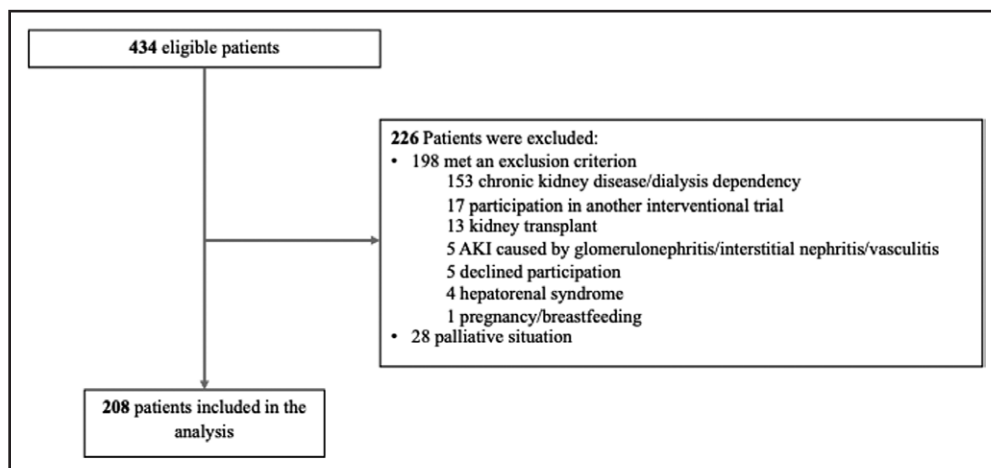 434 eligible patients
226 Patients were excluded:
• 198 met an exclusion criterion
153 chronic kidney disease/dialysis dependency
17 participation in another interventional trial
13 kidney transplant
5 AKI caused by glomerulonephritis/interstitial nephritis/vasculitis
5 declined participation
4 hepatorenal syndrome
1 pregnancy/breastfeeding
• 28 palliative situation
208 patients included in the
analysis